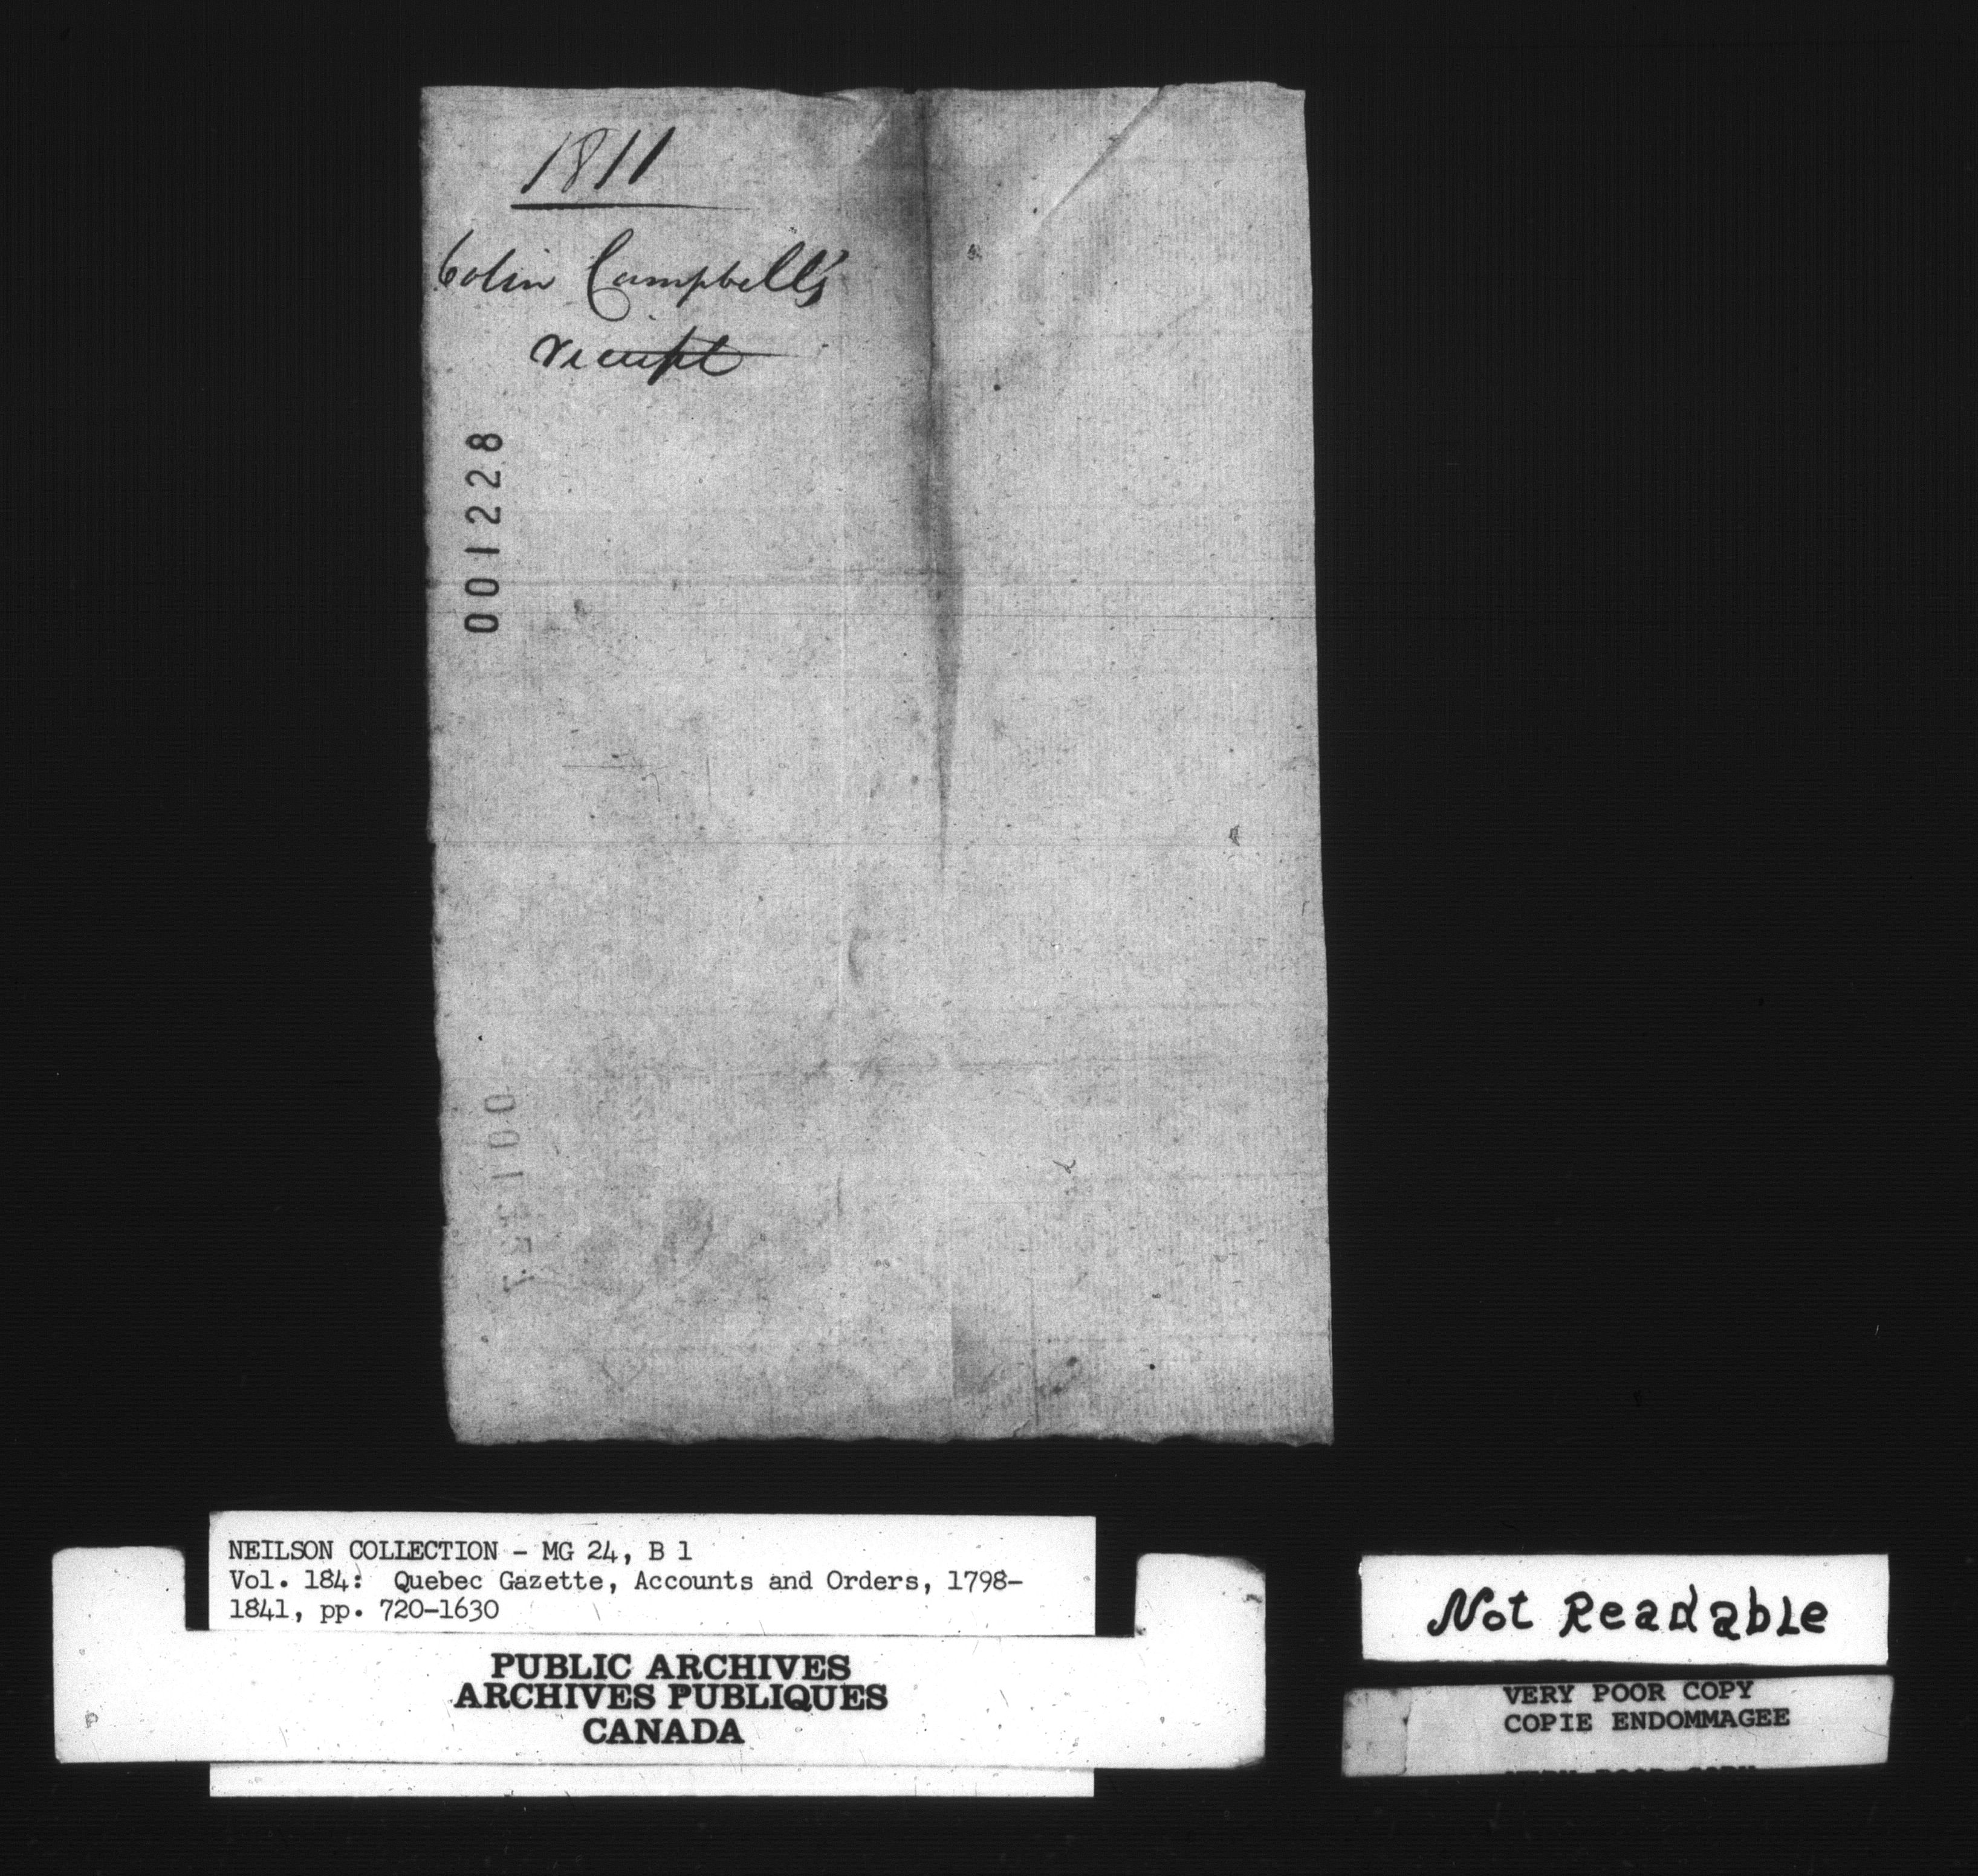 1811
Colin Campbell's
receipt
001228
NEILSON COLLECTION - MG 24, B 1
Vol. 184: Quebec Gazette, Accounts and Orders, 1798-
1841, pp. 720-1630
PUBLIC ARCHIVES
ARCHIVES PUBLIQUES
CANADA
Not Readable
VERY POOR COPY
COPIE ENDOMMAGEE